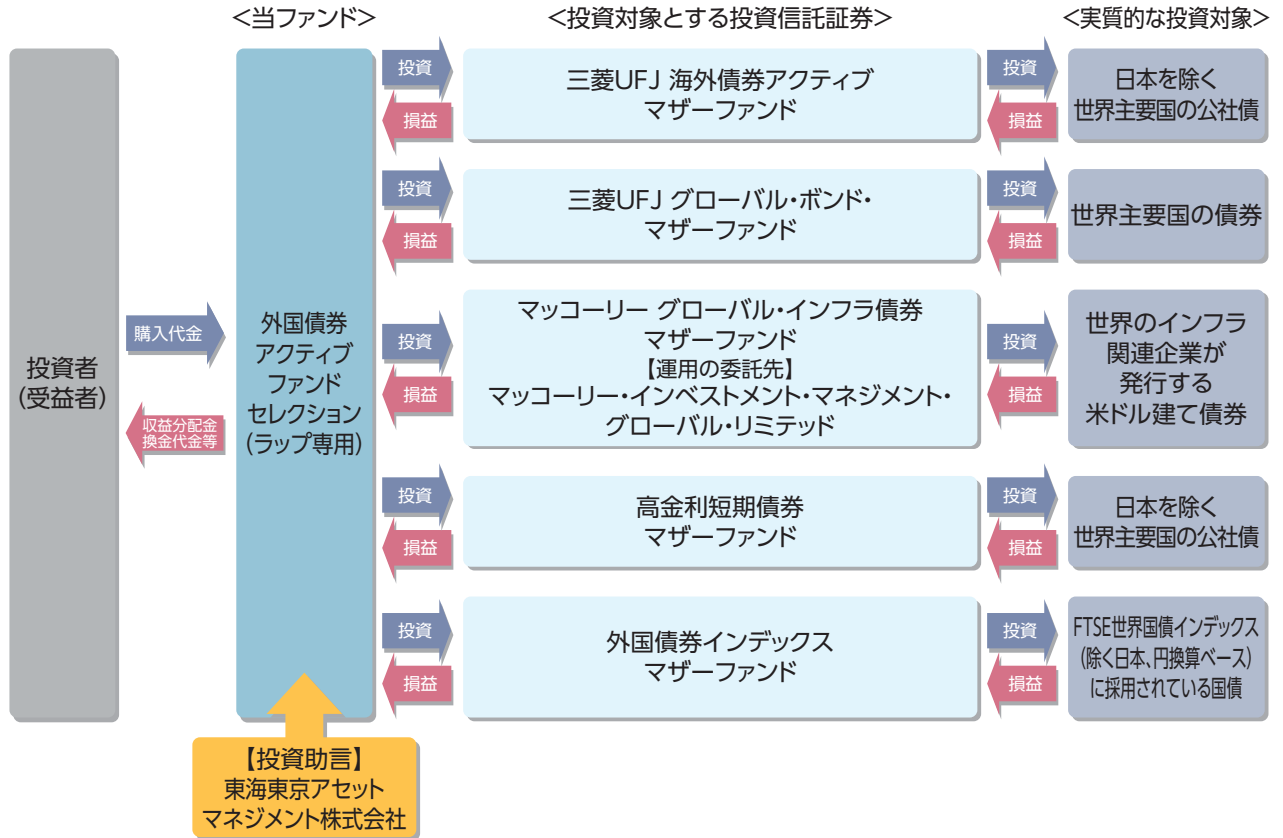 <当ファンド>
<投資対象とする投資信託証券>
<実質的な投資対象>
投資者
(受益者)
購入代金
収益分配金
換金代金等
外国債券
アクティブ
ファンド
セレクション
(ラップ専用)
【投資助言】
東海東京アセット
マネジメント株式会社
投資
損益
三菱UFJ 海外債券アクティブ
マザーファンド
投資
損益
日本を除く
世界主要国の公社債
投資
損益
三菱UFJ グローバル・ボンド・
マザーファンド
投資
損益
世界主要国の債券
投資
損益
マッコーリー グローバル・インフラ債券
マザーファンド
【運用の委託先】
マッコーリー・インベストメント・マネジメント・
グローバル・リミテッド
投資
損益
世界のインフラ
関連企業が
発行する
米ドル建て債券
投資
損益
高金利短期債券
マザーファンド
投資
損益
日本を除く
世界主要国の公社債
投資
損益
外国債券インデックス
マザーファンド
投資
損益
FTSE世界国債インデックス
(除く日本、円換算ベース)
に採用されている国債